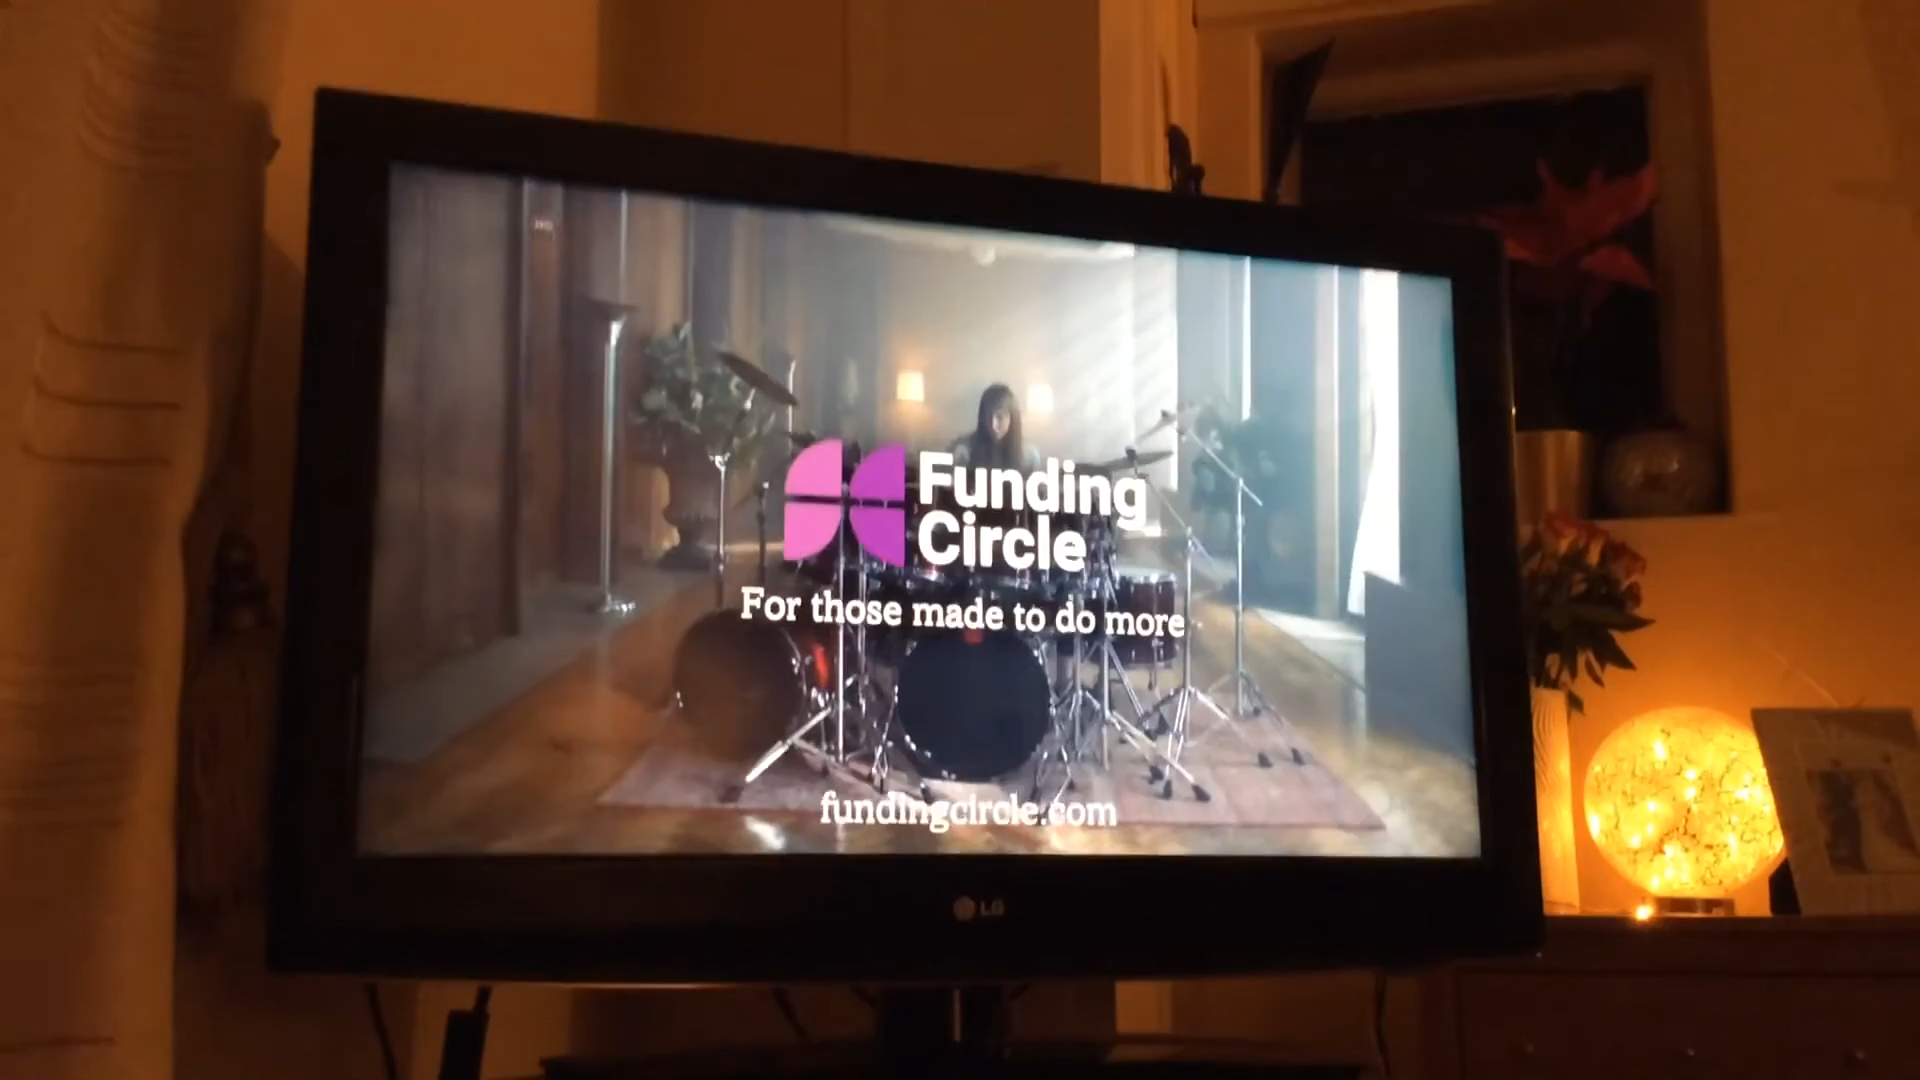 Funding
Circle
For those made to do more
fundingcircle.com
LG